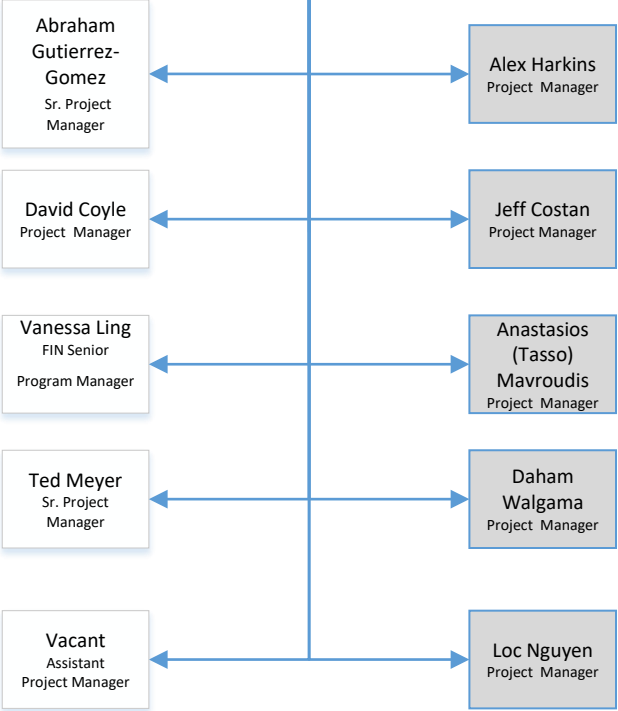 Abraham
Gutierrez-
Gomez
Sr. Project
Manager
Alex Harkins
Project Manager
David Coyle
Project Manager
Jeff Costan
Project Manager
Vanessa Ling
FIN Senior
Program Manager
Anastasios
(Tasso)
Mavroudis
Project Manager
Ted Meyer
Sr. Project
Manager
Daham
Walgama
Project Manager
Vacant
Assistant
Project Manager
Loc Nguyen
Project Manager